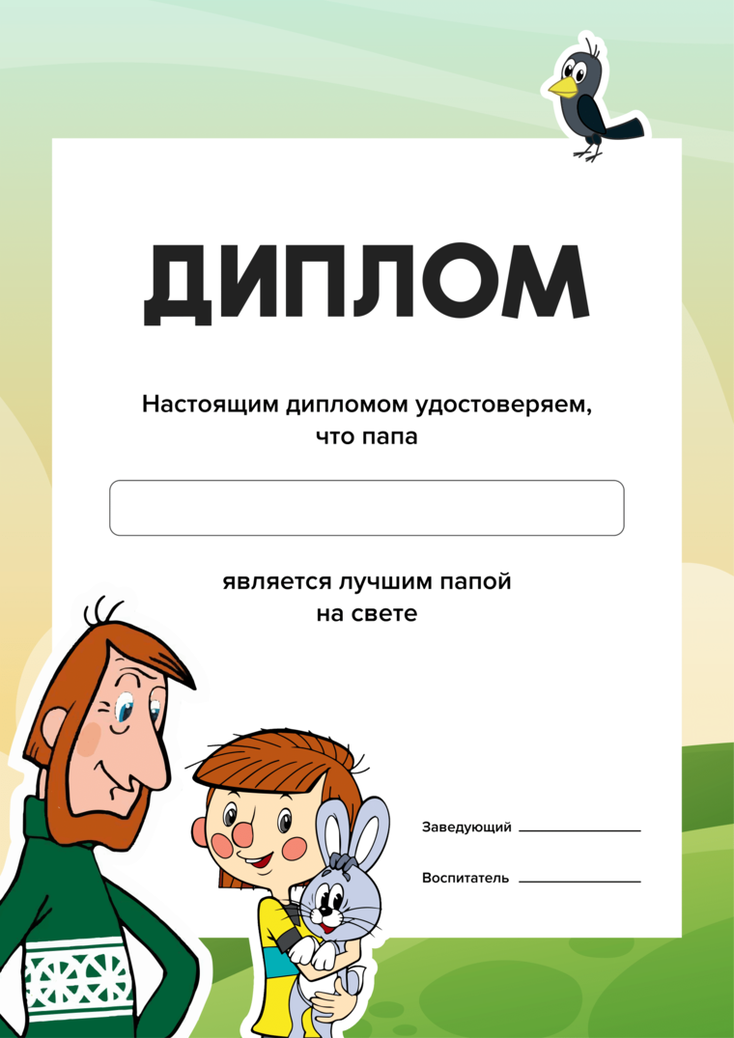 ДИПЛОМ
Настоящим дипломом удостоверяем,
что папа
является лучшим папой
на свете
Заведующий
Воспитатель